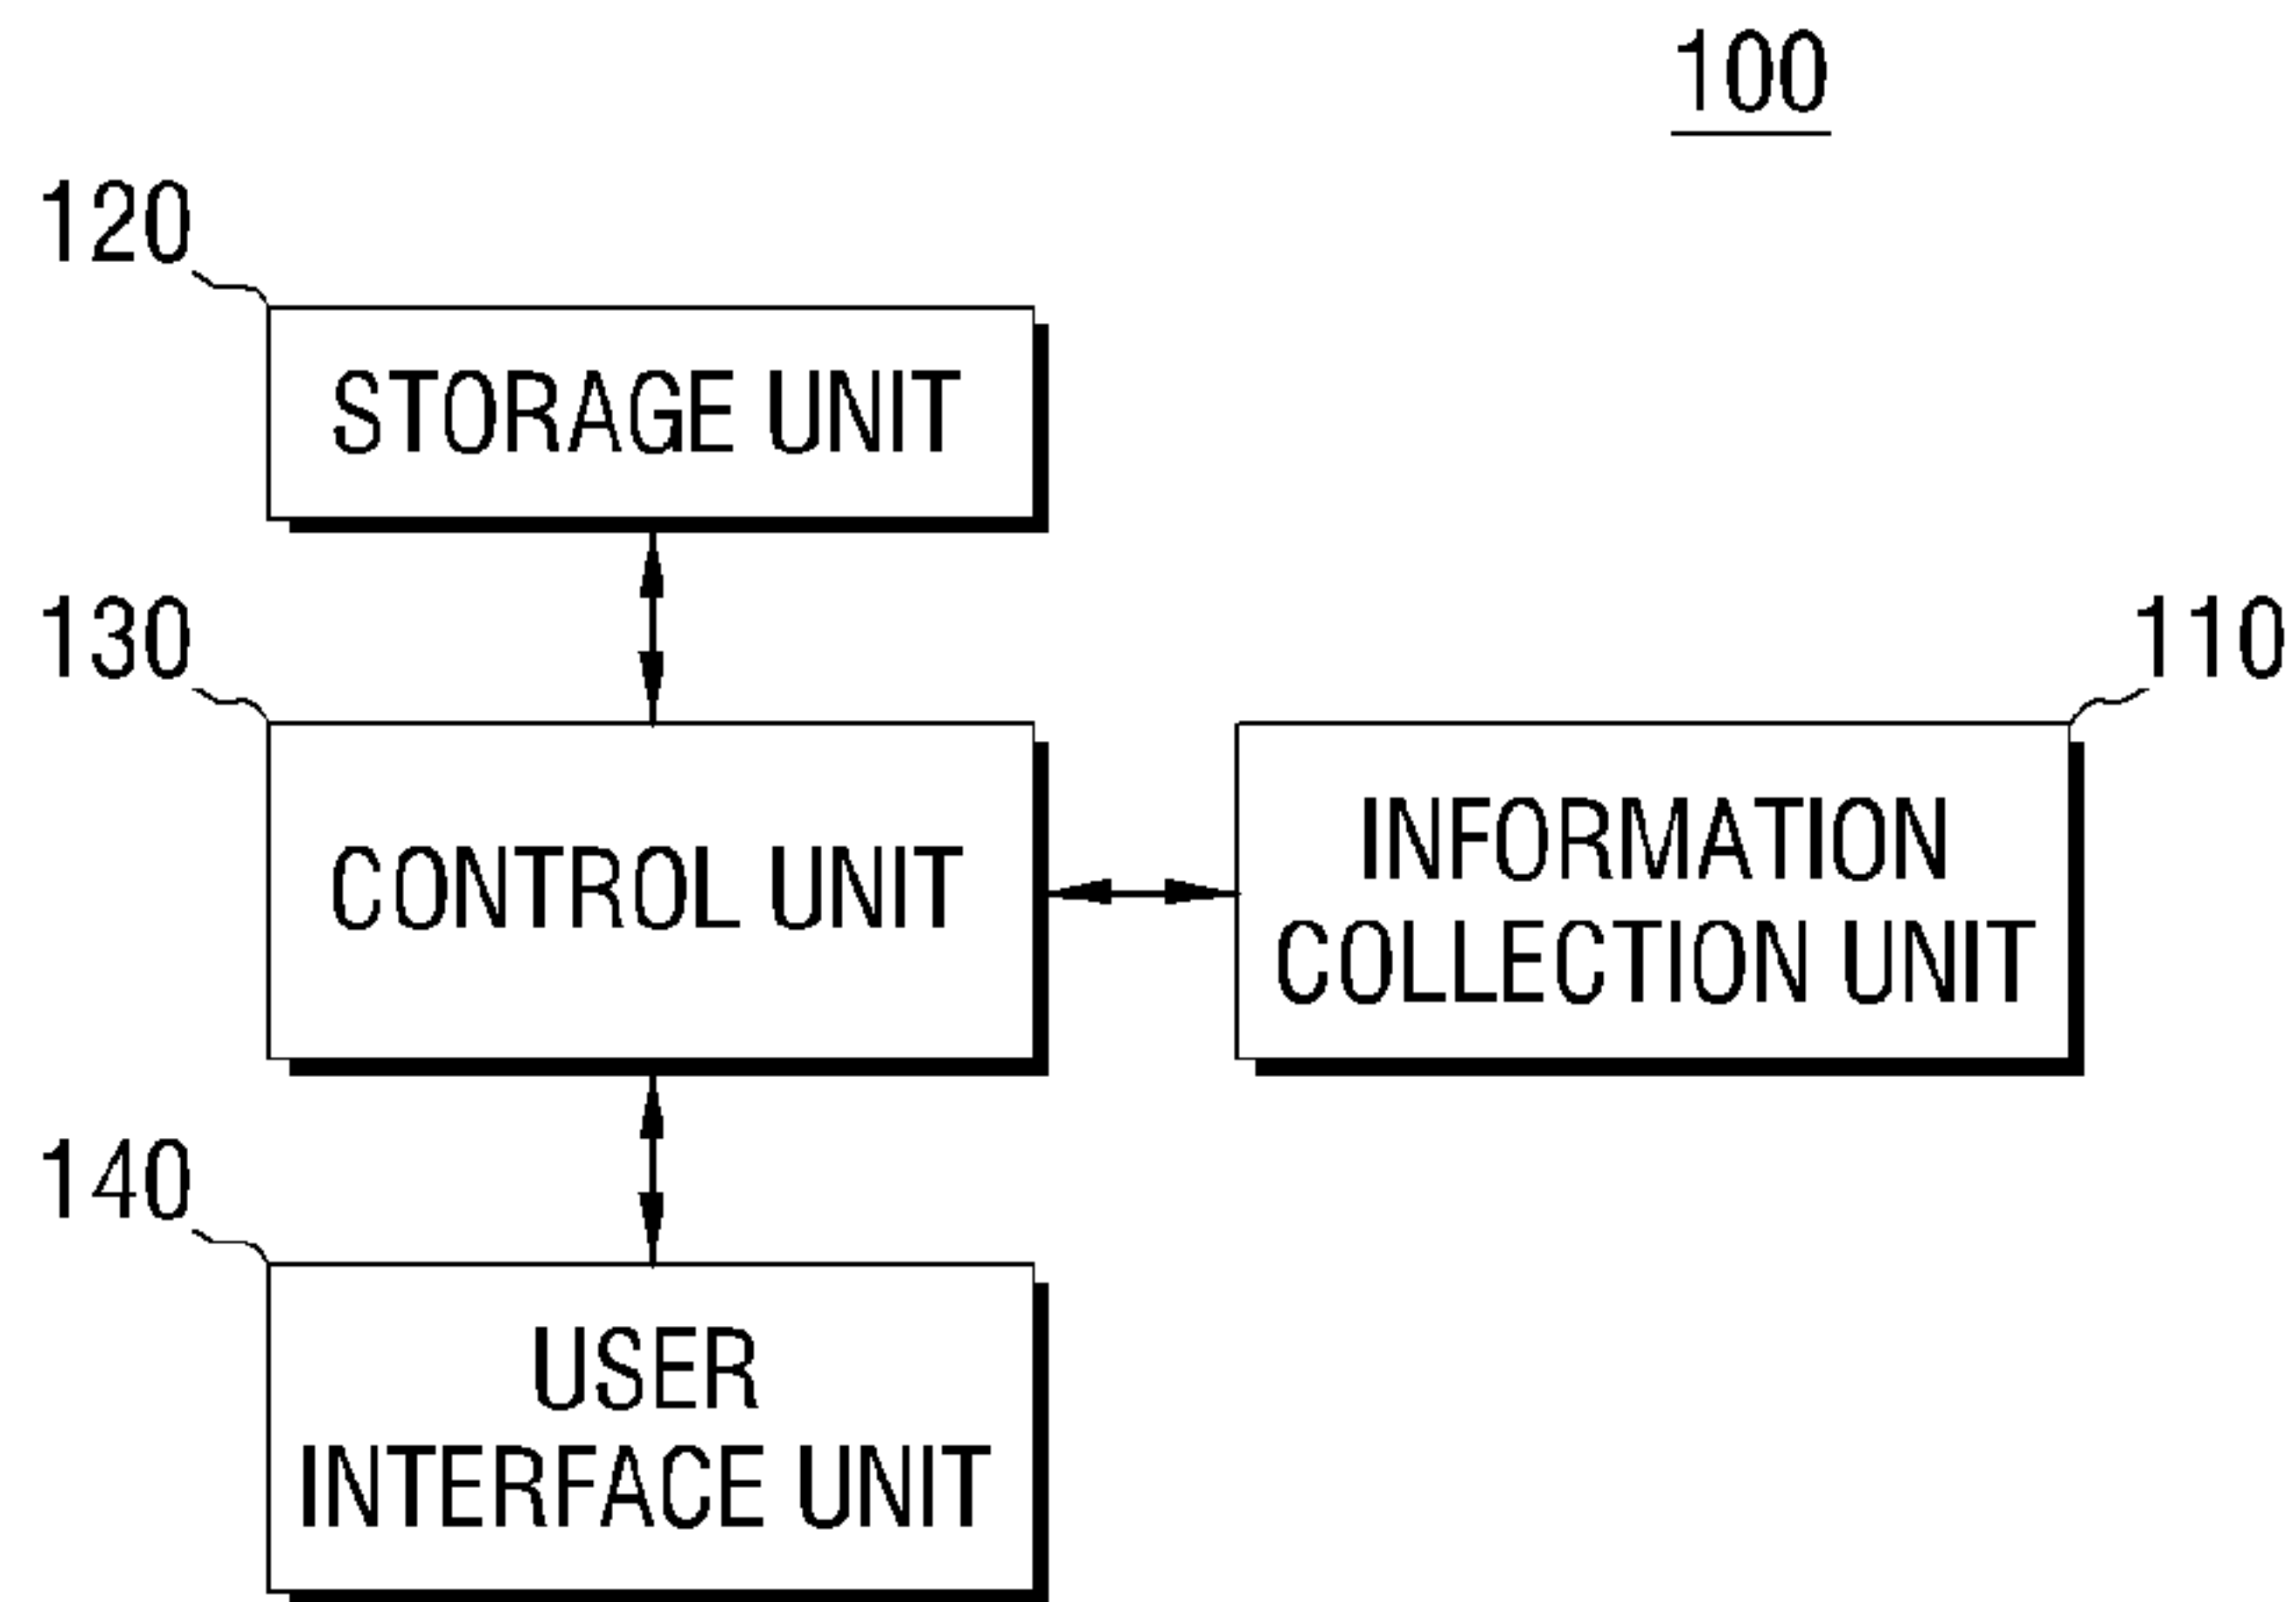 100
120
STORAGE UNIT
130
110
CONTROL UNIT
INFORMATION
COLLECTION UNIT
140
USER
INTERFACE UNIT